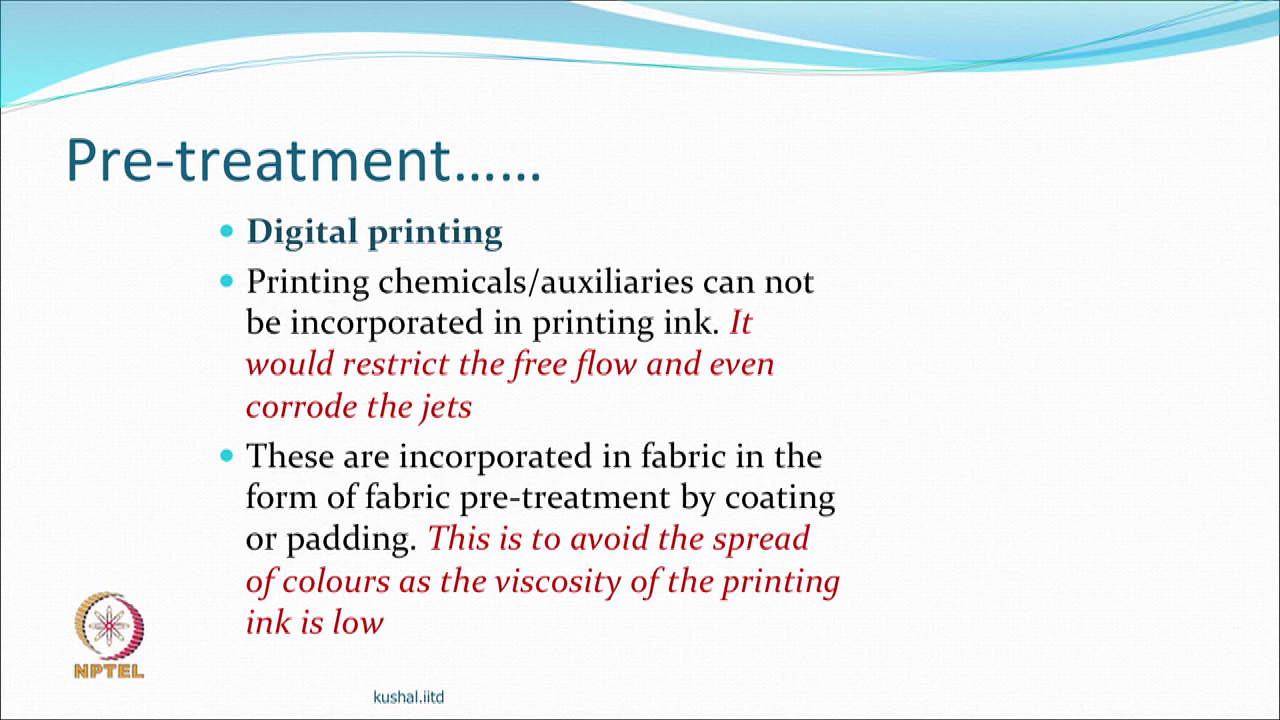 Pre-treatment......
Digital printing
Printing chemicals/auxiliaries can not
be incorporated in printing ink. It
would restrict the free flow and even
corrode the jets
These are incorporated in fabric in the
form of fabric pre-treatment by coating
or padding. This is to avoid the spread
of colours as the viscosity of the printing
ink is low
NPTEL
kushal.iitd